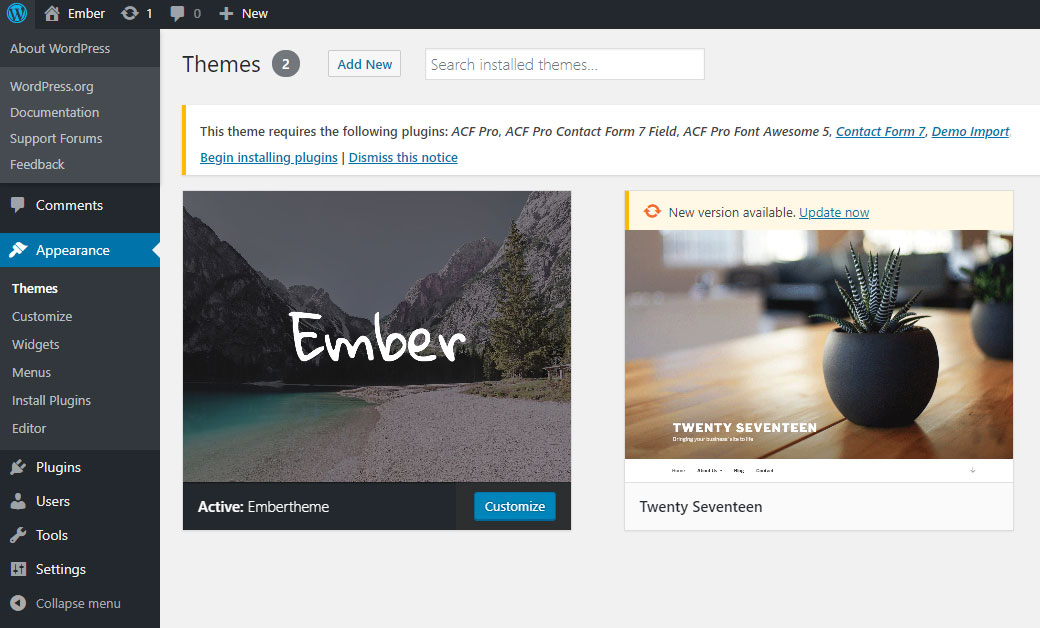 Ember
1
0
New
About WordPress
WordPress.org
Documentation
Support Forums
Feedback
Comments
Appearance
Themes
Customize
Widgets
Menus
Install Plugins
Editor
Plugins
Users
Tools
Settings
Collapse menu
Themes 2 Add New Search installed themes...
This theme requires the following plugins: ACF Pro, ACF Pro Contact Form 7 Field, ACF Pro Font Awesome 5, Contact Form 7, Demo Import
Begin installing plugins | Dismiss this notice
Ember
Active: Embertheme
Customize
New version available. Update now
TWENTY SEVENTEEN
Bringing your business' site to life
Home About Us Blog Contact
Twenty Seventeen